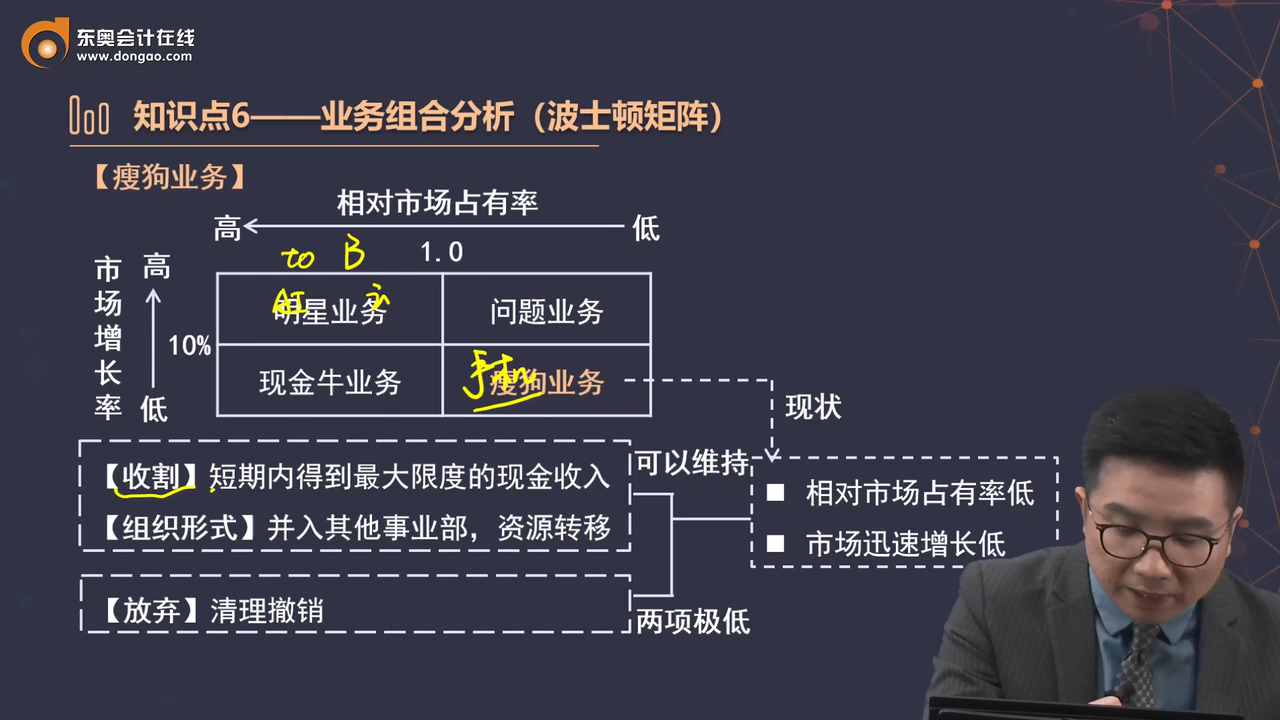 东奥会计在线
www.dongao.com
知识点6——业务组合分析（波士顿矩阵）
【瘦狗业务】
相对市场占有率
高
低
to B
1.0
市场增长率
高
10%
低
AI
明星业务
问题业务
现金牛业务
瘦狗业务
现状
【收割】短期内得到最大限度的现金收入
【组织形式】并入其他事业部，资源转移
可以维持
■ 相对市场占有率低
■ 市场迅速增长低
【放弃】清理撤销
两项极低